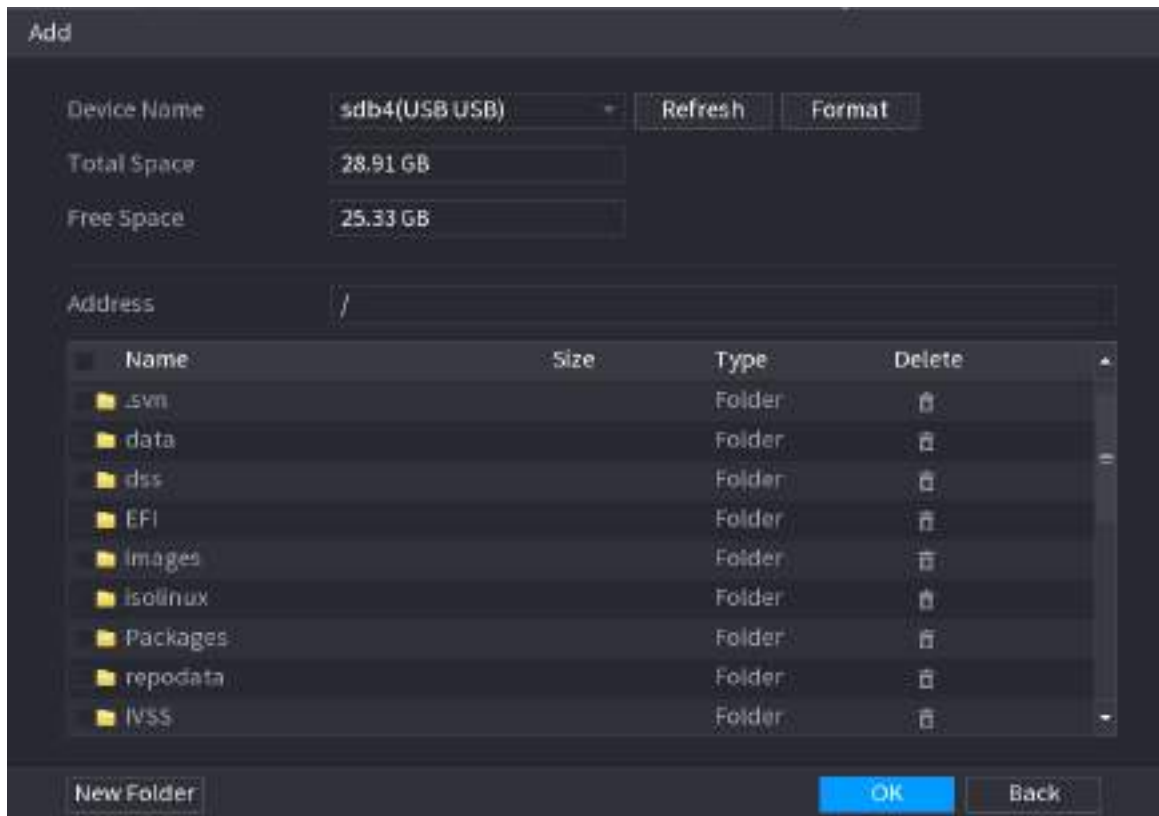 Add
Device Name sdb4(USB USB) Refresh Format
Total Space 28.91 GB
Free Space 25.33 GB
Address /
Name Size Type Delete
.svn Folder
data Folder
dss Folder
EFI Folder
images Folder
isolinux Folder
Packages Folder
repodata Folder
IVSS Folder
New Folder OK Back